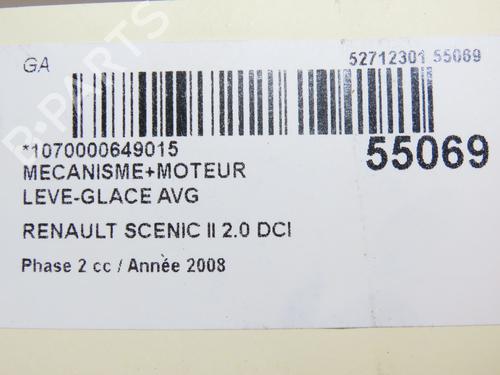 GA
52712301 55069
*1070000649015
55069
MECANISME+MOTEUR
LEVE-GLACE AVG
RENAULT SCENIC II 2.0 DCI
Phase 2 cc / Année 2008
B-PARTS